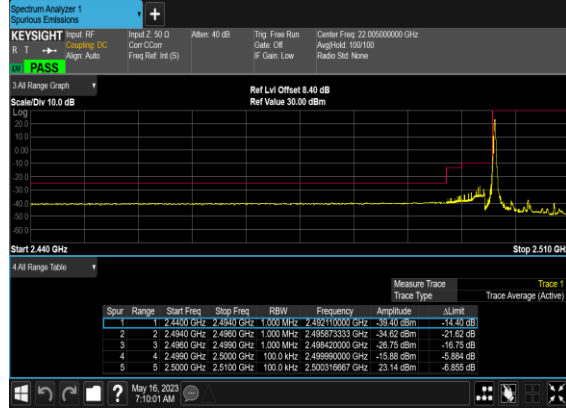 Spectrum Analyzer 1
Spurious Emissions
+
KEYSIGHT Input: RF Input Z: 50 Ω Atten: 40 dB Trig: Free Run Center Freq: 22.005000000 GHz
R T Coupling: DC Corr CCorr Gate: Off Avg|Hold: 100/100
Align: Auto Freq Ref: Int (S) IF Gain: Low Radio Std: None
PASS
3 All Range Graph
Ref Lvl Offset 8.40 dB
Scale/Div 10.0 dB Ref Value 30.00 dBm
Log
20.0
10.0
0.00
-10.0
-20.0
-30.0
-40.0
-50.0
-60.0
Start 2.440 GHz Stop 2.510 GHz
4 All Range Table
Measure Trace Trace 1
Trace Type Trace Average (Active)
Spur Range Start Freq Stop Freq RBW Frequency Amplitude ΔLimit
1 1 2.4400 GHz 2.4940 GHz 1.000 MHz 2.492110000 GHz -39.40 dBm -14.40 dB
2 2 2.4940 GHz 2.4960 GHz 1.000 MHz 2.495873333 GHz -34.62 dBm -21.62 dB
3 3 2.4960 GHz 2.4990 GHz 1.000 MHz 2.498420000 GHz -26.75 dBm -16.75 dB
4 4 2.4990 GHz 2.5000 GHz 100.0 kHz 2.499990000 GHz -15.88 dBm -5.884 dB
5 5 2.5000 GHz 2.5100 GHz 100.0 kHz 2.500316667 GHz 23.14 dBm -6.855 dB
? May 16, 2023
7:10:01 AM